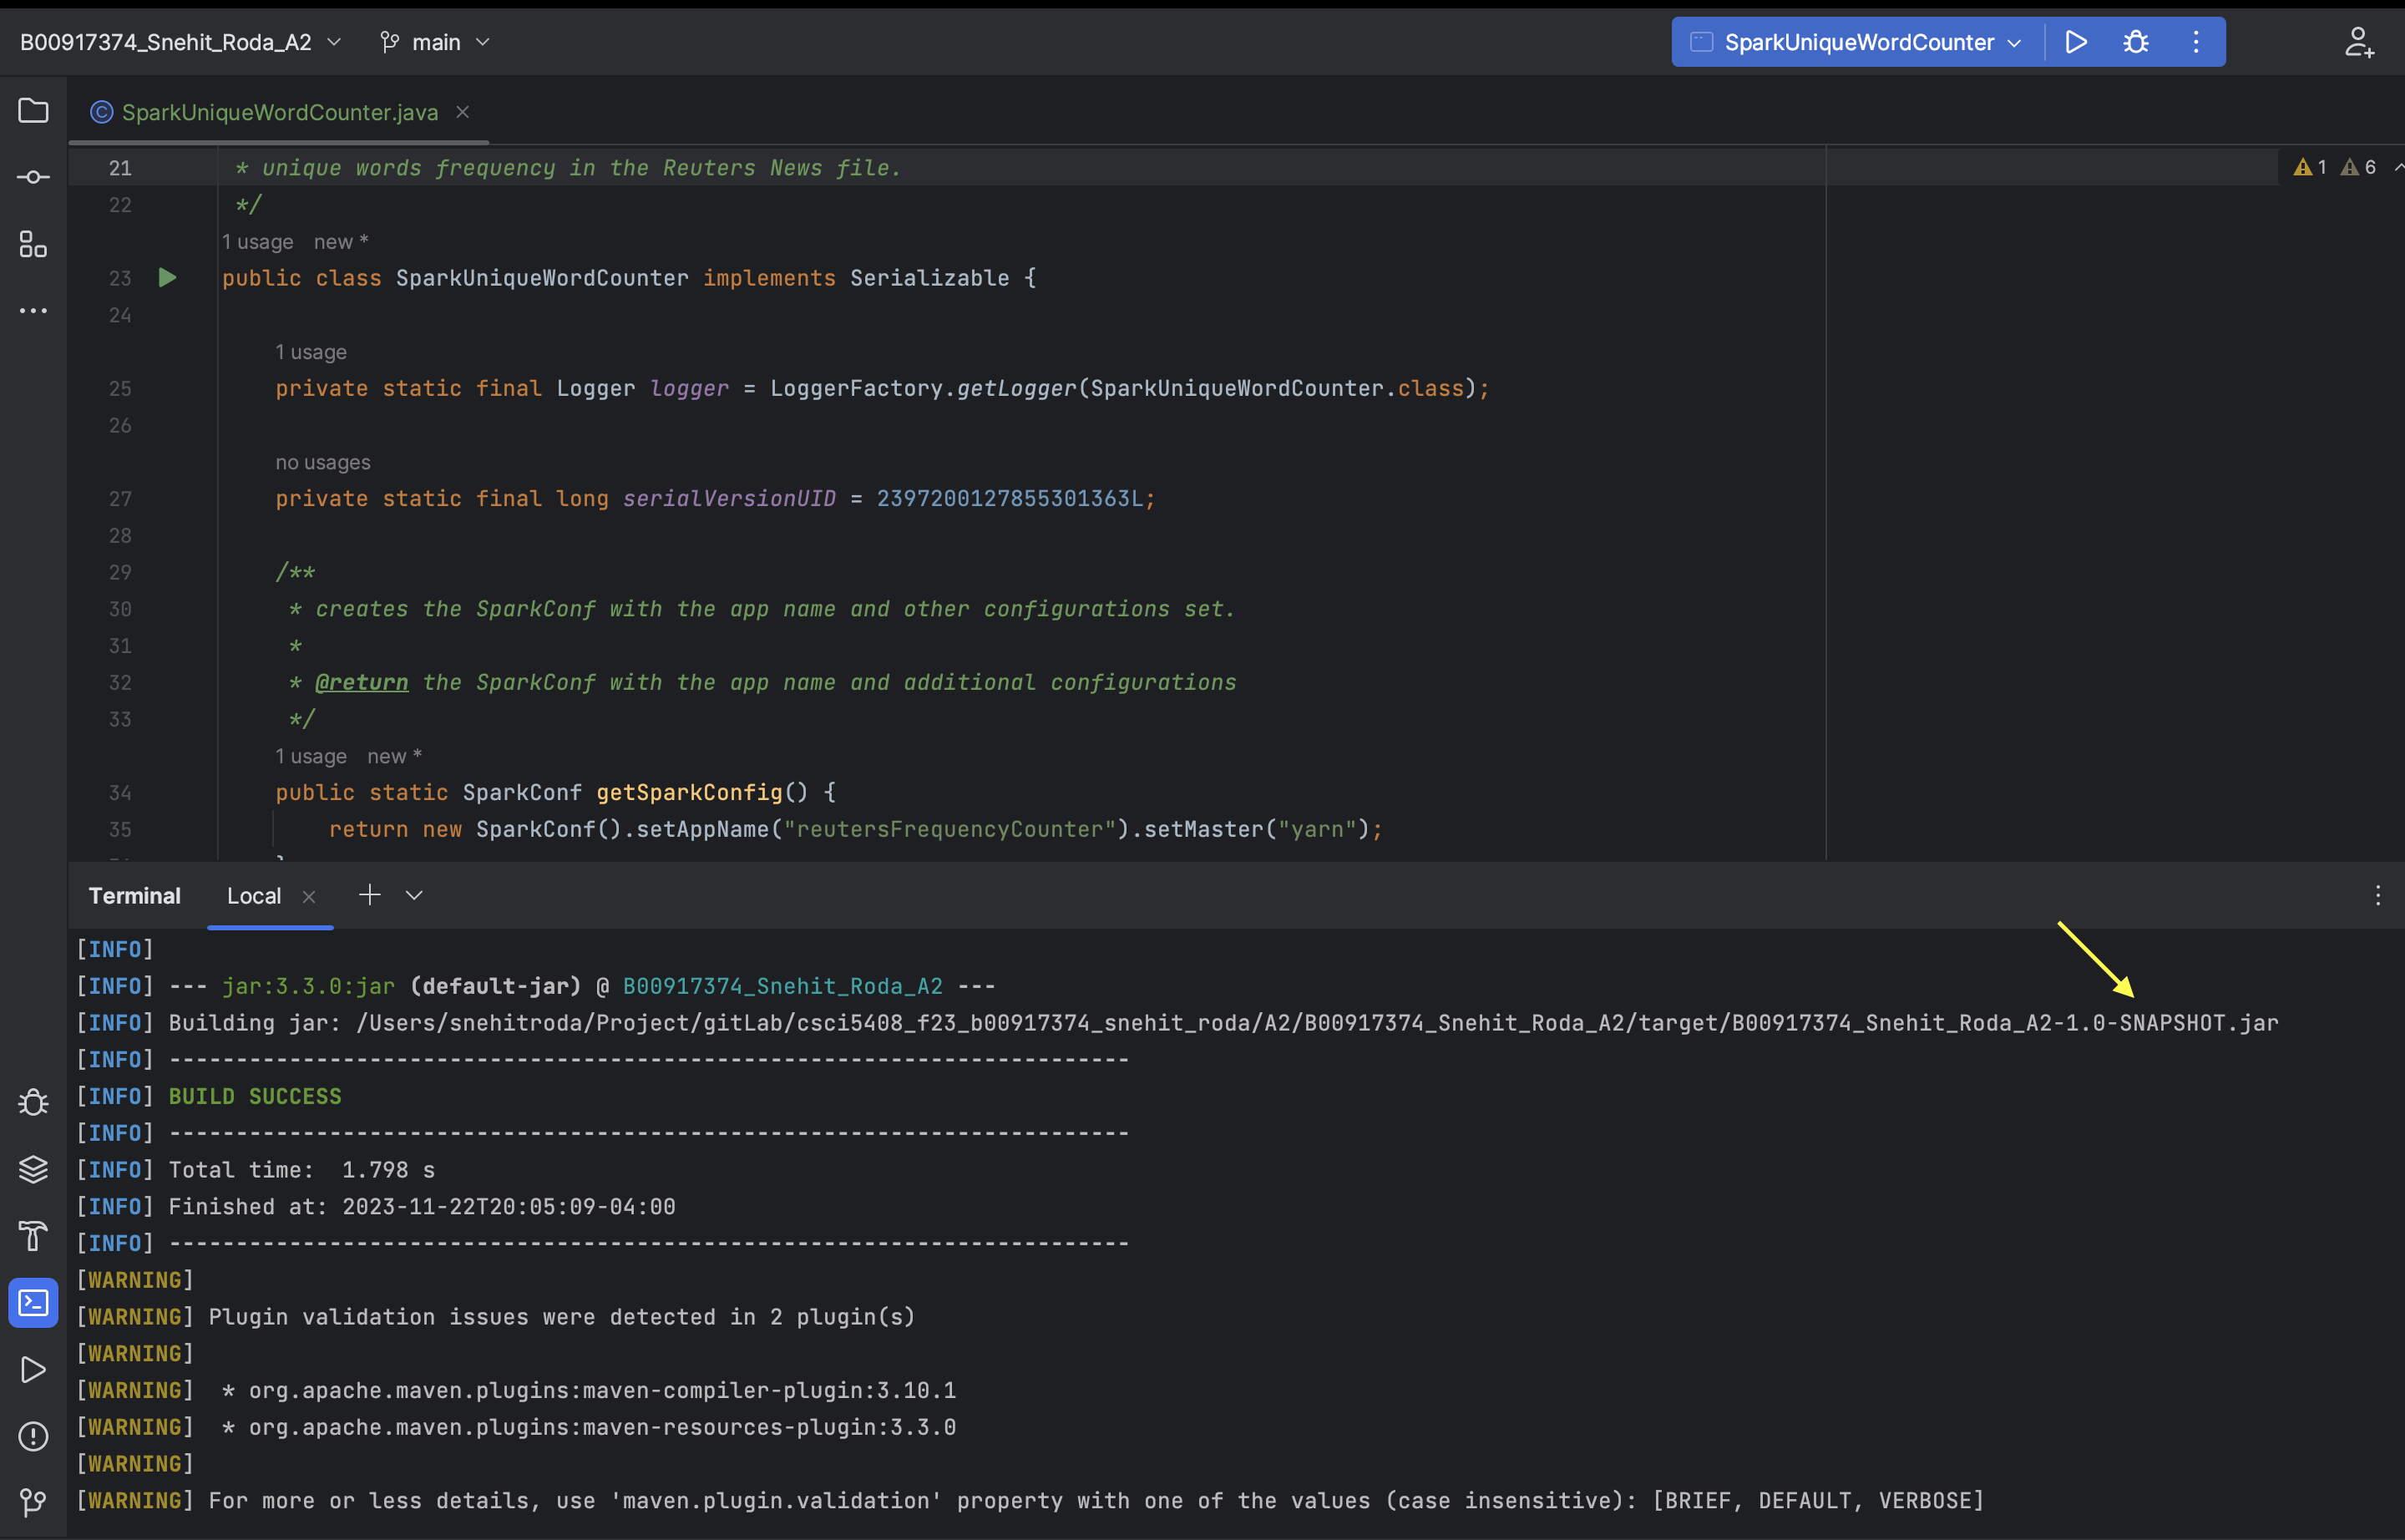 B00917374_Snehit_Roda_A2 main SparkUniqueWordCounter
SparkUniqueWordCounter.java
21 * unique words frequency in the Reuters News file. 1 6
22 */
1 usage new *
23 public class SparkUniqueWordCounter implements Serializable {
24
1 usage
25 private static final Logger logger = LoggerFactory.getLogger(SparkUniqueWordCounter.class);
26
no usages
27 private static final long serialVersionUID = 2397200127855301363L;
28
29 /**
30 * creates the SparkConf with the app name and other configurations set.
31 *
32 * @return the SparkConf with the app name and additional configurations
33 */
1 usage new *
34 public static SparkConf getSparkConfig() {
35 return new SparkConf().setAppName("reutersFrequencyCounter").setMaster("yarn");
Terminal Local
[INFO]
[INFO] --- jar:3.3.0:jar (default-jar) @ B00917374_Snehit_Roda_A2 ---
[INFO] Building jar: /Users/snehitroda/Project/gitLab/csci5408_f23_b00917374_snehit_roda/A2/B00917374_Snehit_Roda_A2/target/B00917374_Snehit_Roda_A2-1.0-SNAPSHOT.jar
[INFO] ------------------------------------------------------------------------
[INFO] BUILD SUCCESS
[INFO] ------------------------------------------------------------------------
[INFO] Total time:  1.798 s
[INFO] Finished at: 2023-11-22T20:05:09-04:00
[INFO] ------------------------------------------------------------------------
[WARNING]
[WARNING] Plugin validation issues were detected in 2 plugin(s)
[WARNING]
[WARNING]  * org.apache.maven.plugins:maven-compiler-plugin:3.10.1
[WARNING]  * org.apache.maven.plugins:maven-resources-plugin:3.3.0
[WARNING]
[WARNING] For more or less details, use 'maven.plugin.validation' property with one of the values (case insensitive): [BRIEF, DEFAULT, VERBOSE]